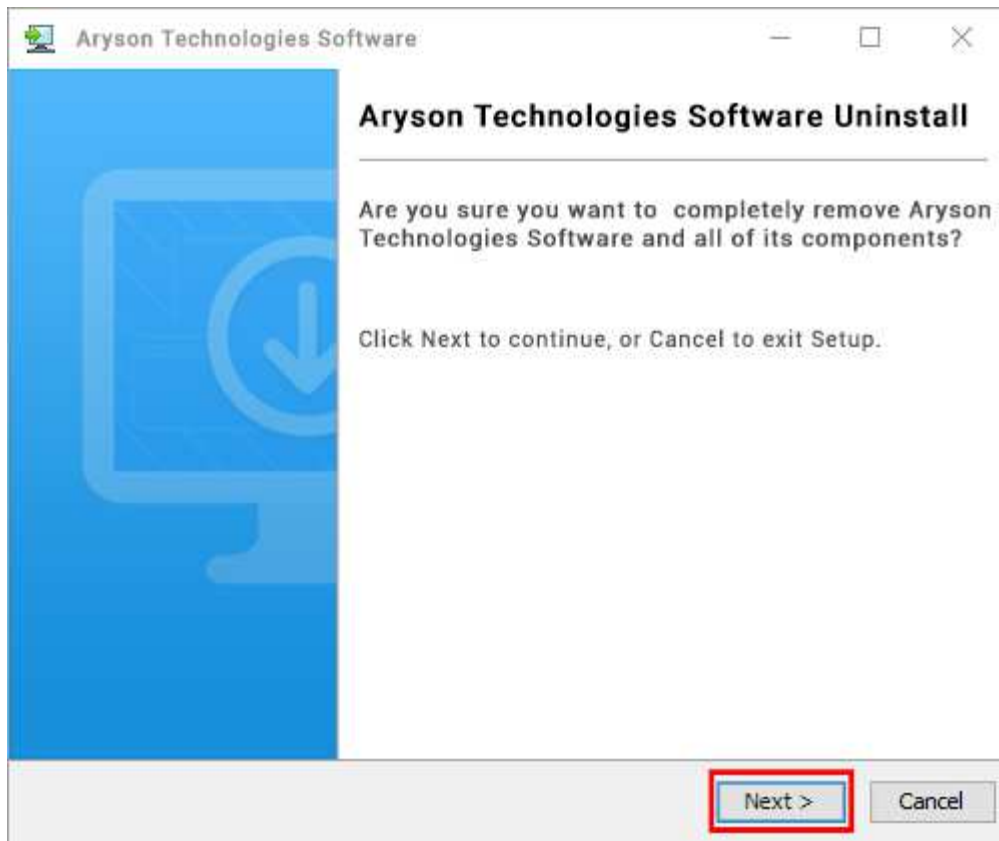 Aryson Technologies Software
Aryson Technologies Software Uninstall
Are you sure you want to completely remove Aryson
Technologies Software and all of its components?
Click Next to continue, or Cancel to exit Setup.
Next >
Cancel